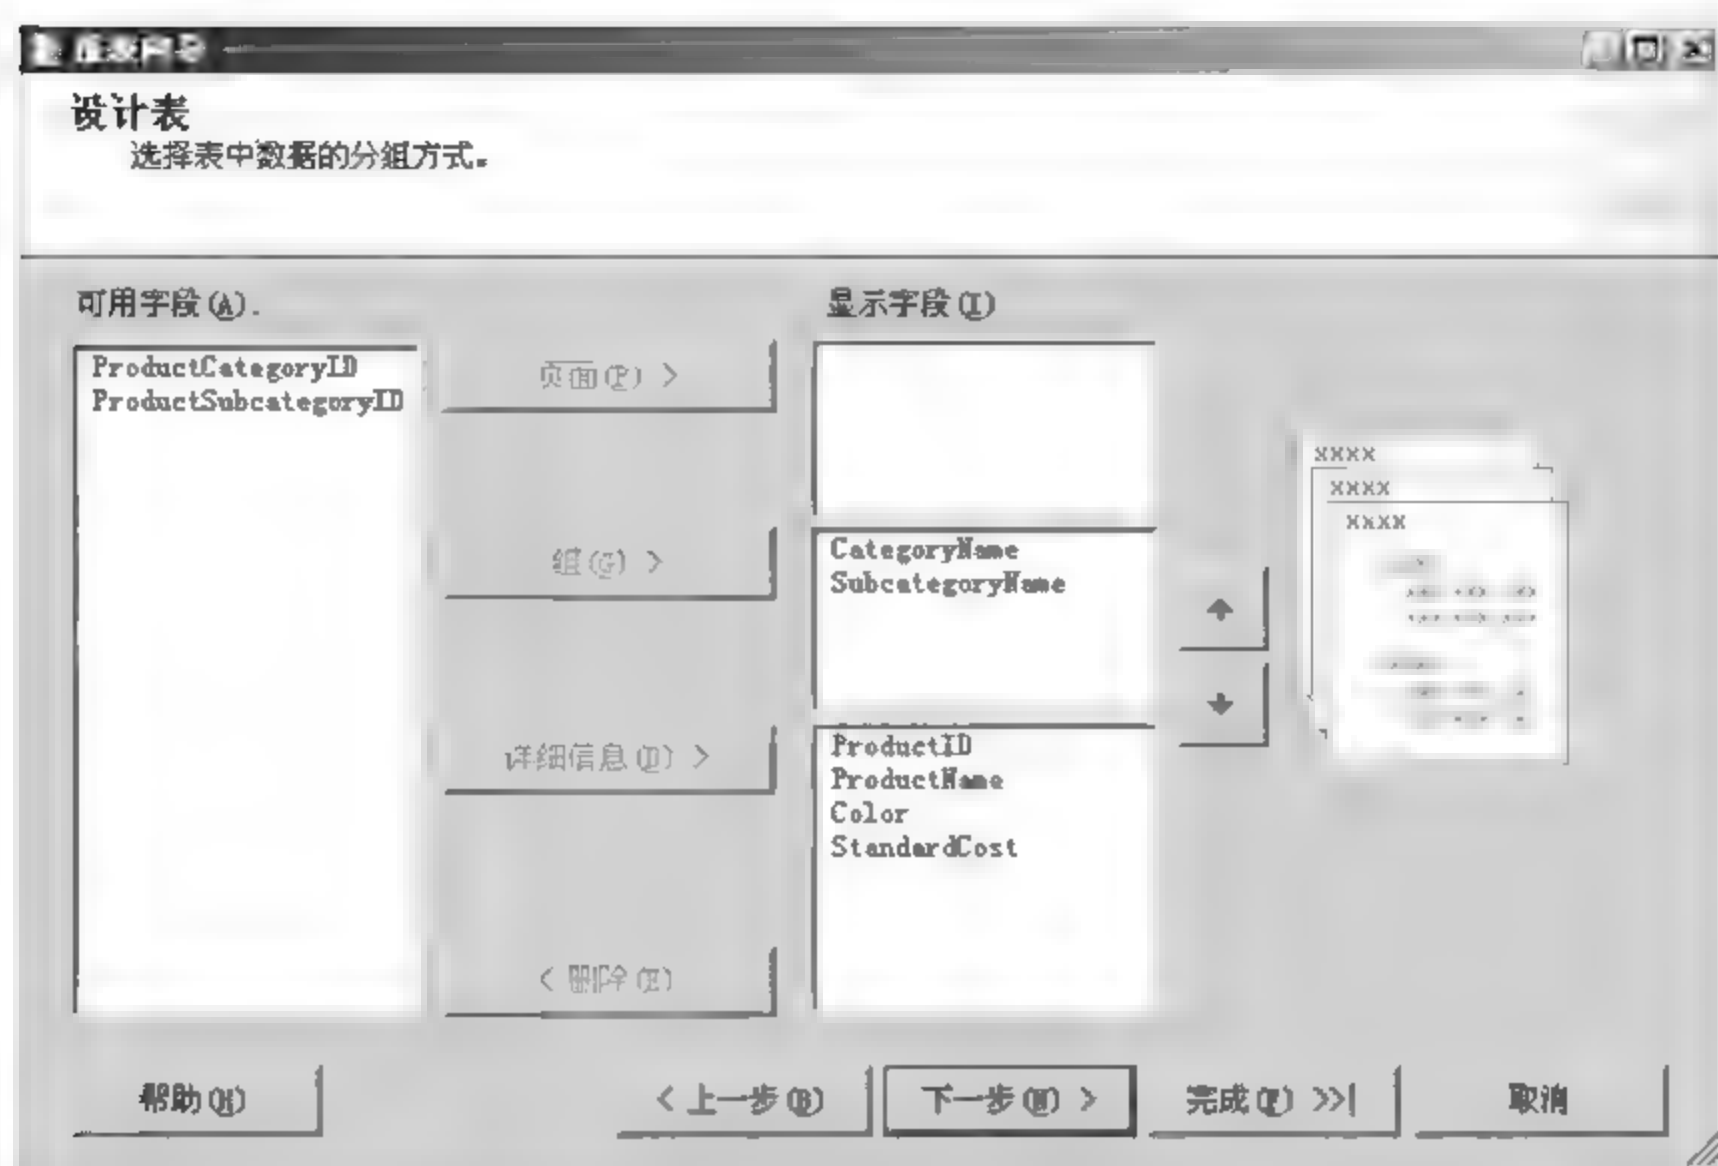 设计表
选择表中数据的分组方式。
可用字段(A).
显示字段(I)
ProductCategoryID
ProductSubcategoryID
页面(P) >
组(G) >
详细信息(D) >
< 删除(E)
CategoryName
SubcategoryName
ProductID
ProductName
Color
StandardCost
xxxx
xxxx
xxxx
帮助(H)
< 上一步(B)
下一步(N) >
完成(F) >>|
取消